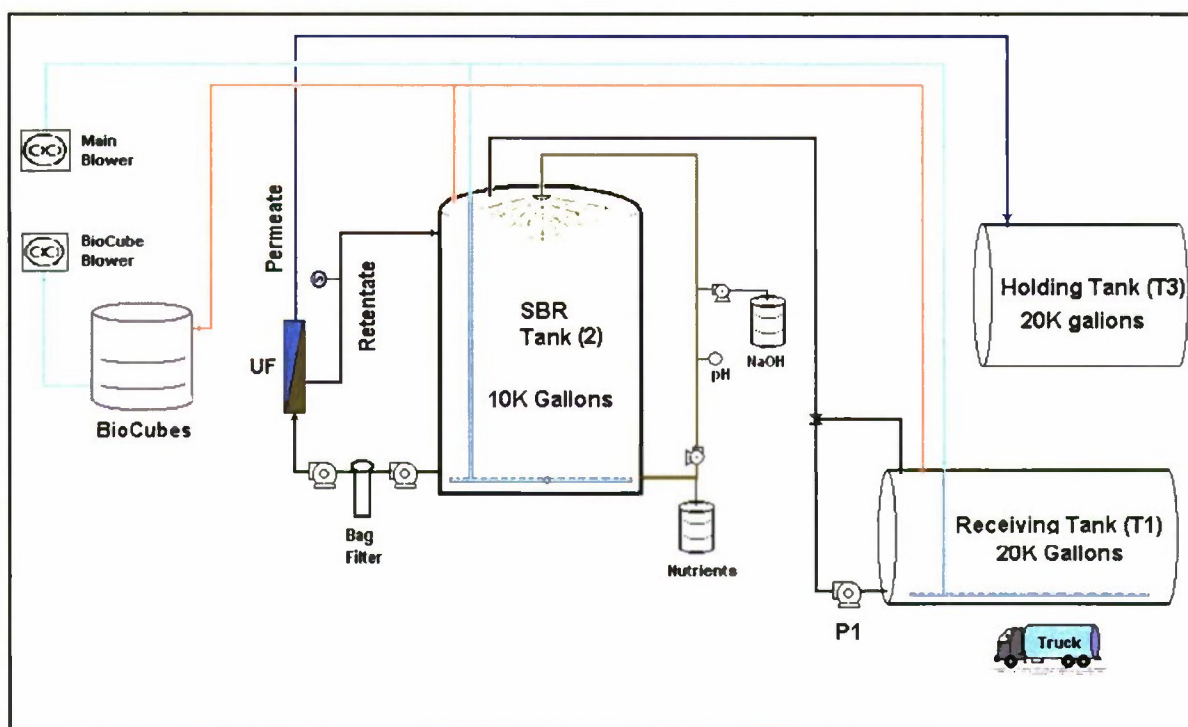 Main
Blower
BioCube
Blower
BioCubes
Permeate
Retentate
UF
S
Bag
Filter
SBR
Tank (2)
10K Gallons
NaOH
pH
Nutrients
Holding Tank (T3)
20K gallons
Receiving Tank (T1)
20K Gallons
P1
Truck